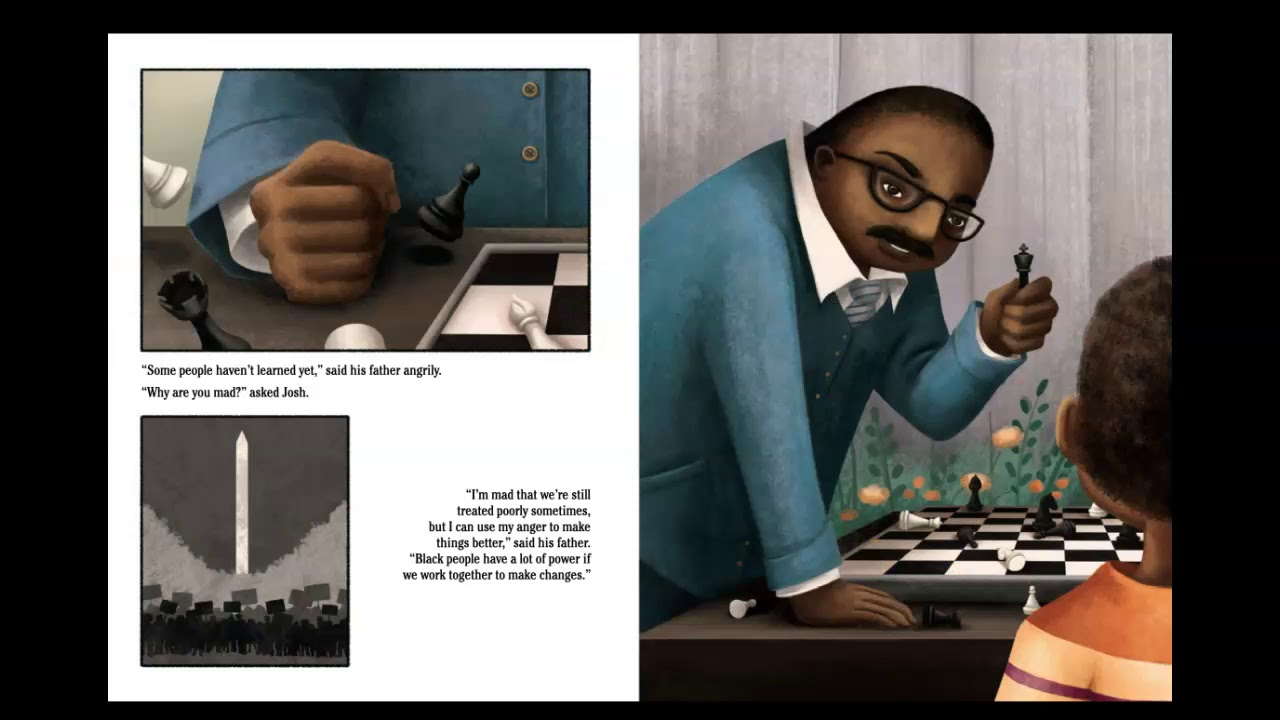 “Some people haven’t learned yet,” said his father angrily.
“Why are you mad?” asked Josh.
“I’m mad that we’re still
treated poorly sometimes,
but I can use my anger to make
things better,” said his father.
“Black people have a lot of power if
we work together to make changes.”